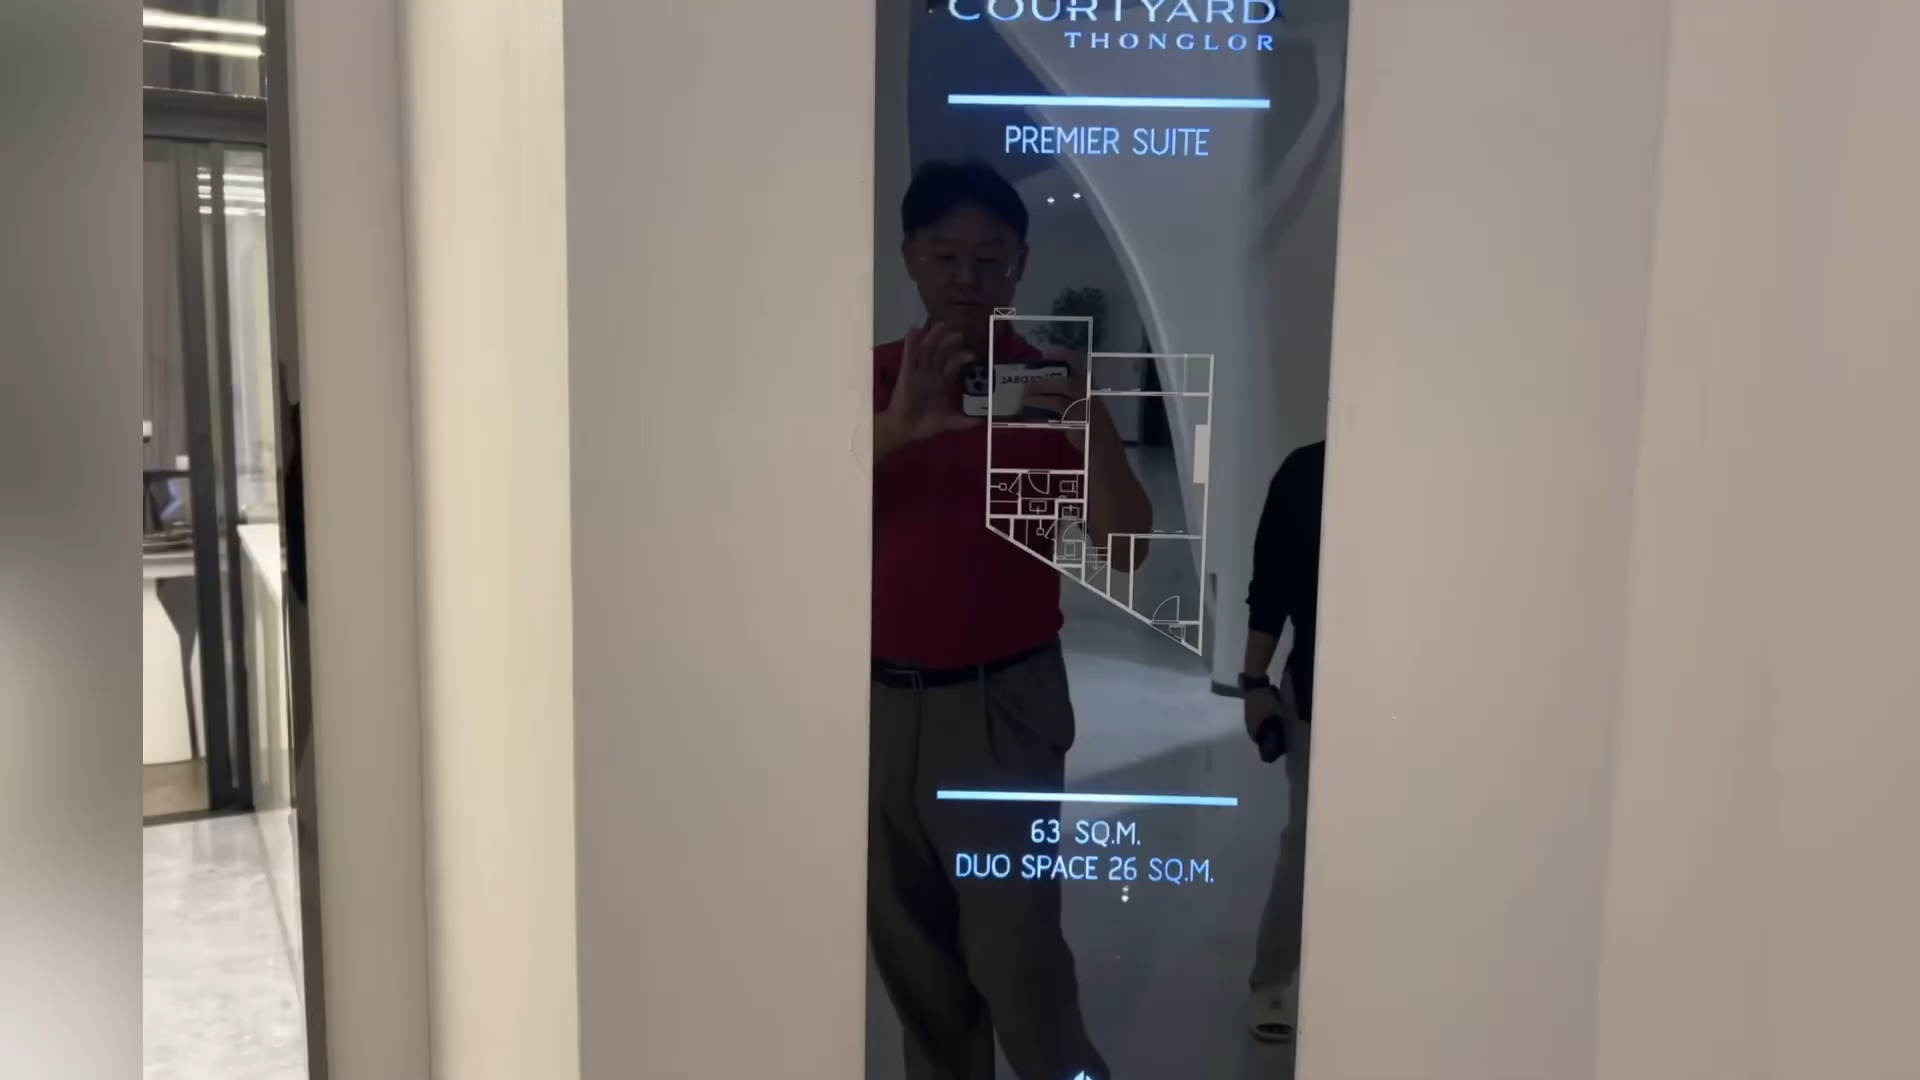 COURTYARD
THONGLOR
PREMIER SUITE
63 SQ.M.
DUO SPACE 26 SQ.M.